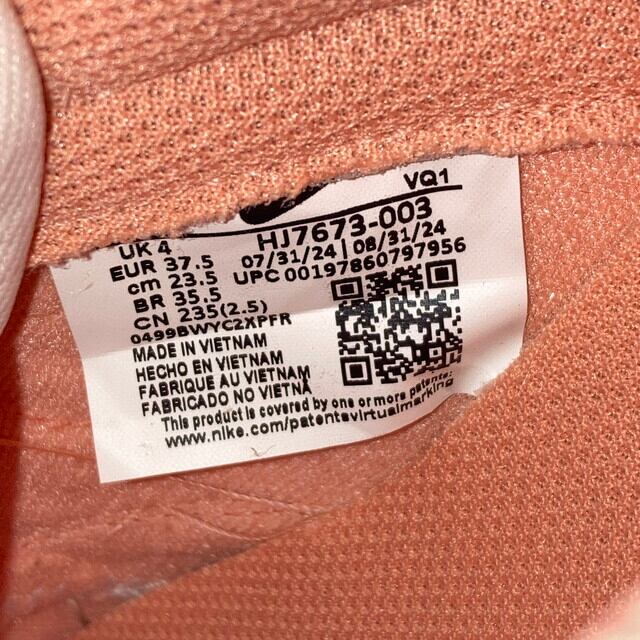 VQ1
UK 4
EUR 37.5
cm 23.5
BR 35.5
CN 235(2.5)
HJ7673-003
07/31/24 | 08/31/24
UPC 00197860797956
0499BWYC2XPFR
MADE IN VIETNAM
HECHO EN VIETNAM
FABRIQUE AU VIETNAM
FABRICADO NO VIETNÃ
This product is covered by one or more patents:
www.nike.com/patentsvirtualmarking